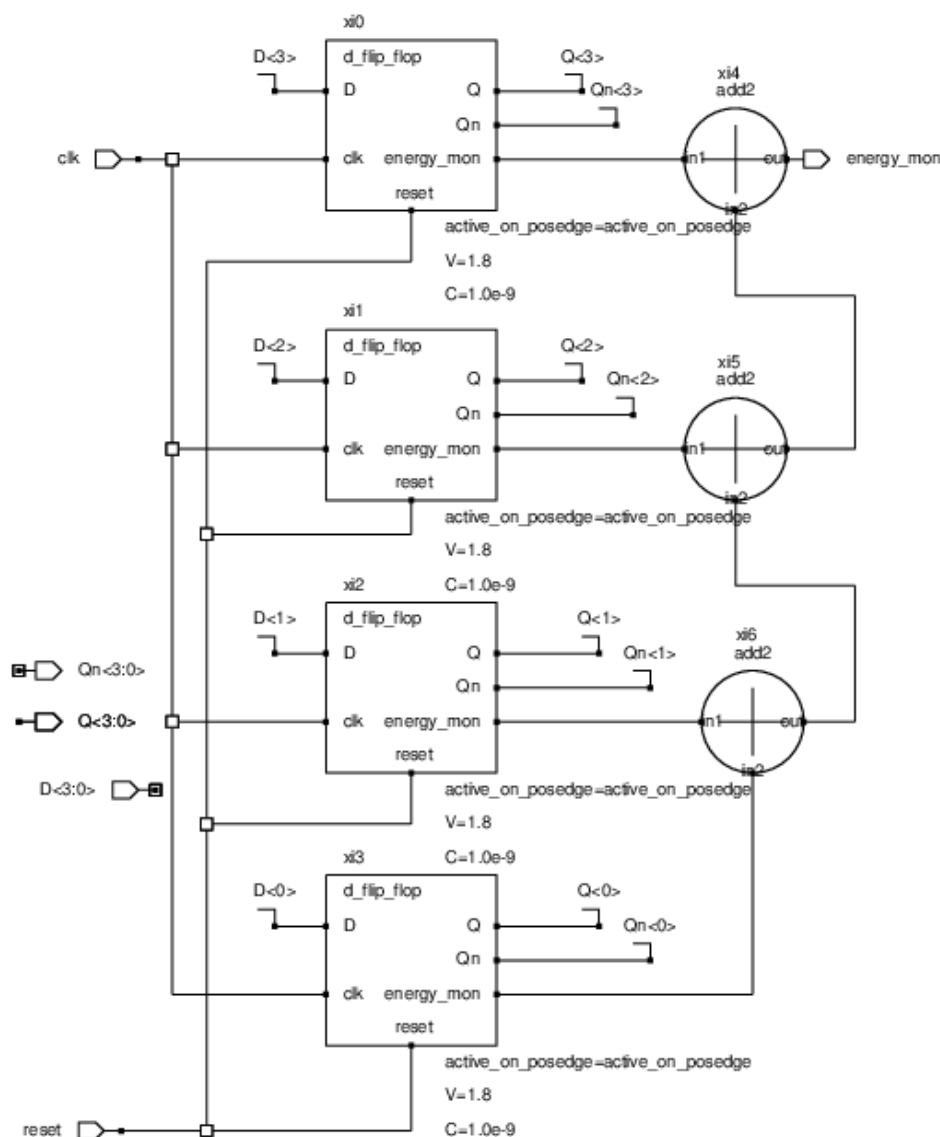 xi0
d_flip_flop
D<3>
D
Q
Q<3>
Qn
Qn<3>
clk
clk
energy_mon
reset
xi4
add2
in1
out
in2
energy_mon
active_on_posedge=active_on_posedge
V=1.8
C=1.0e-9
xi1
d_flip_flop
D<2>
D
Q
Q<2>
Qn
Qn<2>
clk
energy_mon
reset
xi5
add2
in1
out
in2
active_on_posedge=active_on_posedge
V=1.8
C=1.0e-9
xi2
d_flip_flop
D<1>
D
Q
Q<1>
Qn
Qn<1>
clk
energy_mon
reset
xi6
add2
in1
out
in2
Qn<3:0>
Q<3:0>
D<3:0>
active_on_posedge=active_on_posedge
V=1.8
C=1.0e-9
xi3
d_flip_flop
D<0>
D
Q
Q<0>
Qn
Qn<0>
clk
energy_mon
reset
active_on_posedge=active_on_posedge
V=1.8
C=1.0e-9
reset